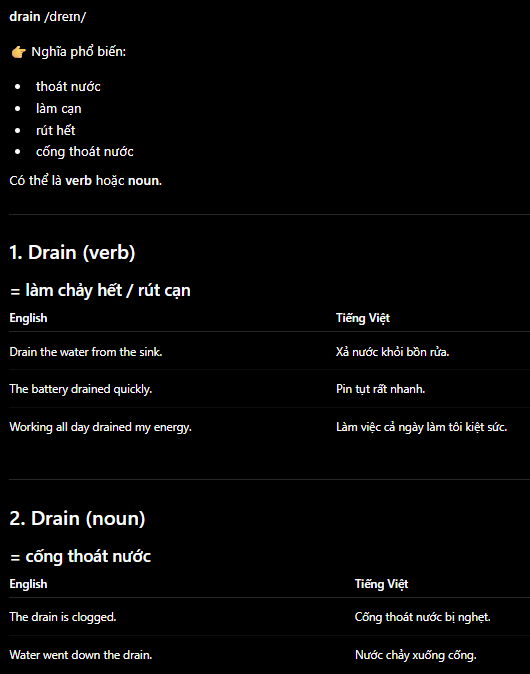 drain /dreɪn/
👉 Nghĩa phổ biến:
• thoát nước
• làm cạn
• rút hết
• cống thoát nước
Có thể là verb hoặc noun.
1. Drain (verb)
= làm chảy hết / rút cạn
English Tiếng Việt
Drain the water from the sink. Xả nước khỏi bồn rửa.
The battery drained quickly. Pin tụt rất nhanh.
Working all day drained my energy. Làm việc cả ngày làm tôi kiệt sức.
2. Drain (noun)
= cống thoát nước
English Tiếng Việt
The drain is clogged. Cống thoát nước bị nghẹt.
Water went down the drain. Nước chảy xuống cống.